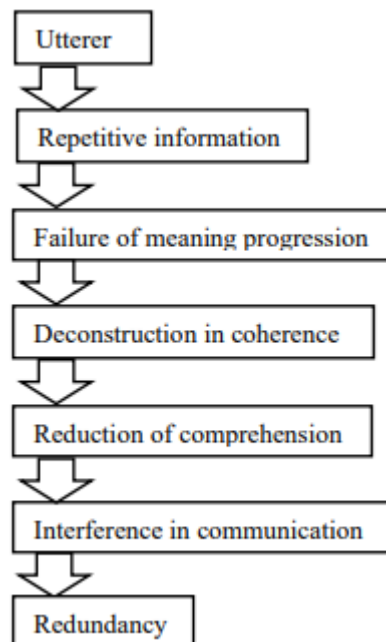 Utterer
Repetitive information
Failure of meaning progression
Deconstruction in coherence
Reduction of comprehension
Interference in communication
Redundancy